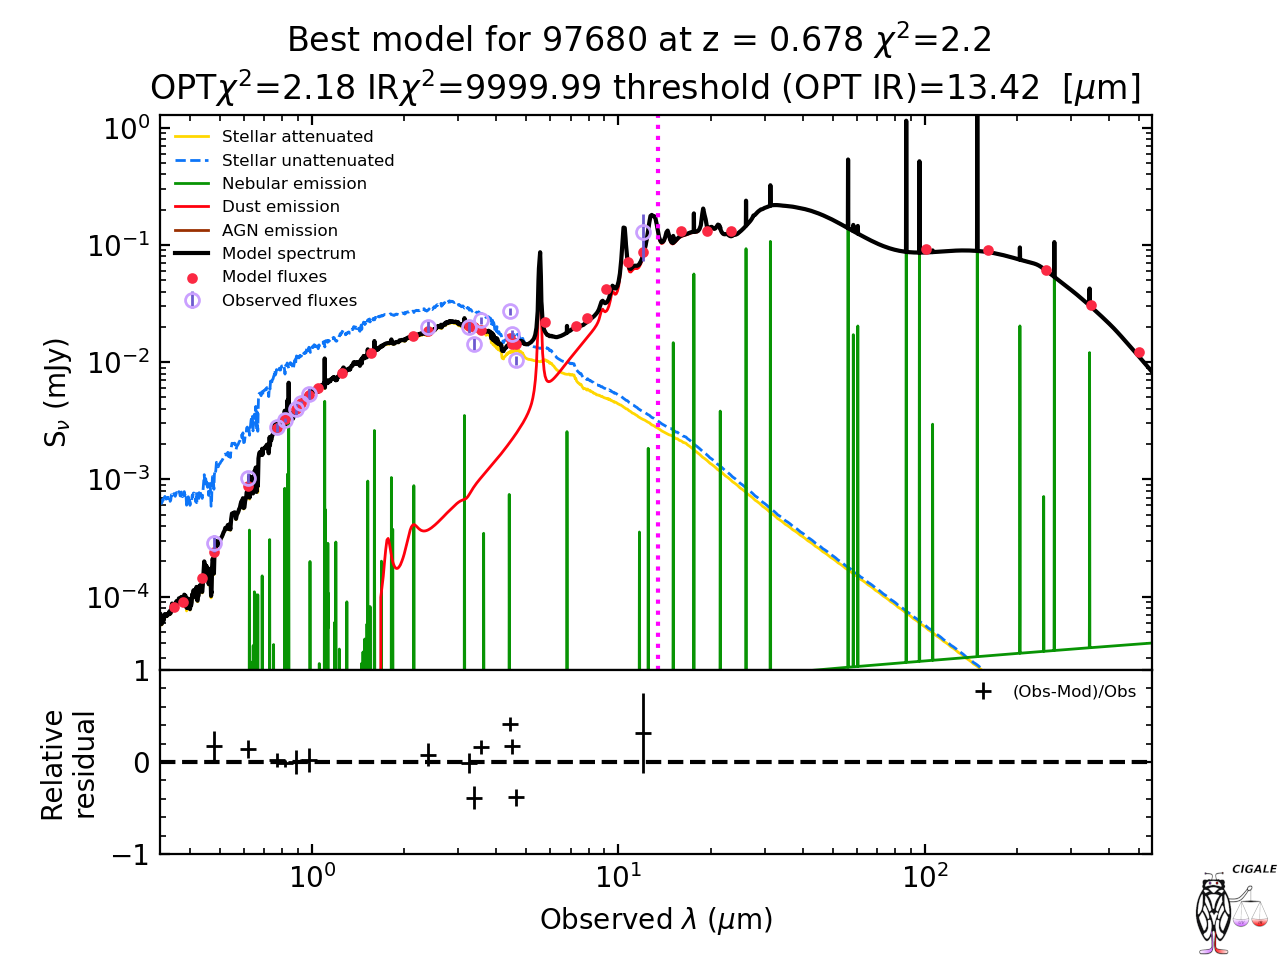 Best model for 97680 at z = 0.678 χ²=2.2
OPTχ²=2.18 IRχ²=9999.99 threshold (OPT IR)=13.42 [μm]
Stellar attenuated
Stellar unattenuated
Nebular emission
Dust emission
AGN emission
Model spectrum
Model fluxes
Observed fluxes
10⁰
10⁻¹
10⁻²
10⁻³
10⁻⁴
S_ν (mJy)
(Obs-Mod)/Obs
1
0
−1
Relative
residual
10⁰ 10¹ 10²
Observed λ (μm)
CIGALE